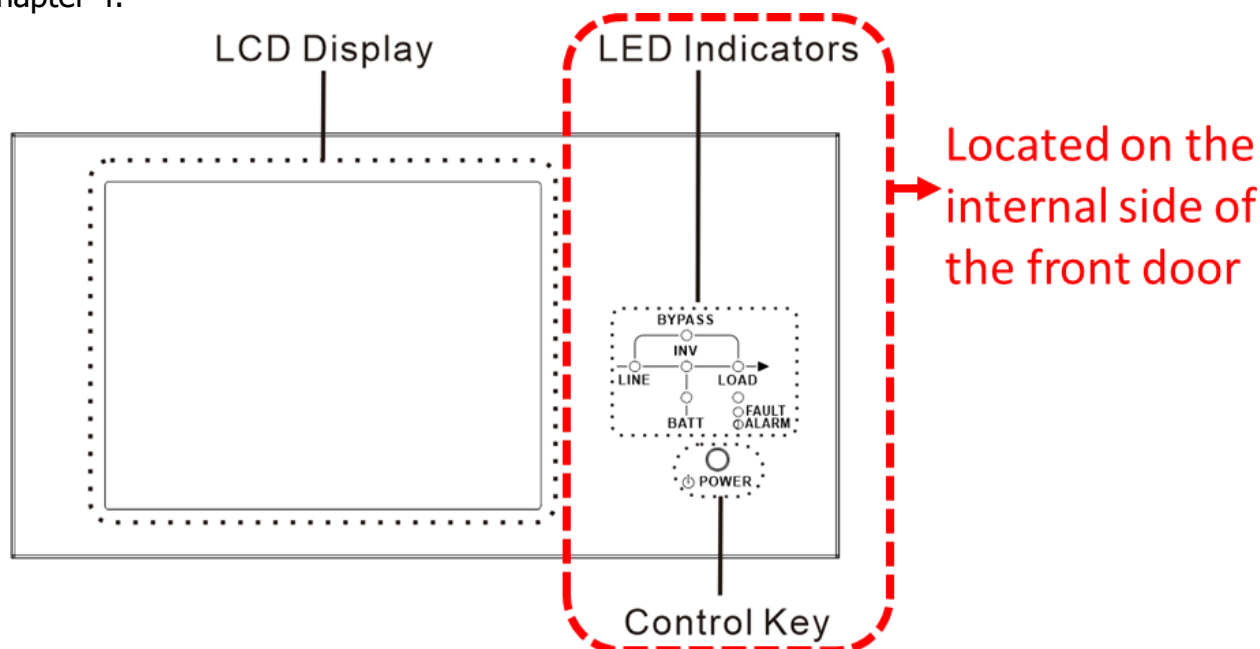 LCD Display
LED Indicators
Located on the
internal side of
the front door
BYPASS
INV
LINE
LOAD
BATT
FAULT
ALARM
POWER
Control Key